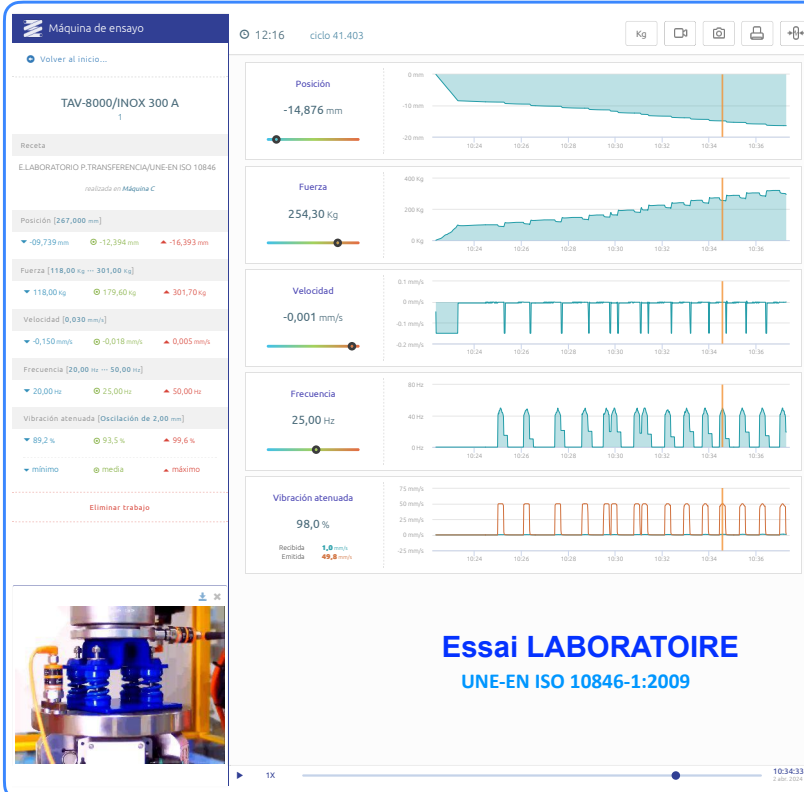 Máquina de ensayo
Volver al inicio...
TAV-8000/INOX 300 A
1
Receta
E.LABORATORIO P.TRANSFERENCIA/UNE-EN ISO 10846
realizada en Máquina C
Posición [267,000 mm]
-09,739 mm -12,394 mm -16,393 mm
Fuerza [118,00 Kg ··· 301,00 Kg]
118,00 Kg 179,60 Kg 301,70 Kg
Velocidad [0,030 mm/s]
-0,150 mm/s -0,018 mm/s 0,005 mm/s
Frecuencia [20,00 Hz ··· 50,00 Hz]
20,00 Hz 25,00 Hz 50,00 Hz
Vibración atenuada [Oscilación de 2,00 mm]
89,2 % 93,5 % 99,6 %
mínimo media máximo
Eliminar trabajo
12:16 ciclo 41.403
Kg
Posición
-14,876 mm
0 mm
-10 mm
-20 mm
10:24 10:26 10:28 10:30 10:32 10:34 10:36
Fuerza
254,30 Kg
400 Kg
200 Kg
0 Kg
10:24 10:26 10:28 10:30 10:32 10:34 10:36
Velocidad
-0,001 mm/s
0.1 mm/s
0 mm/s
-0.1 mm/s
-0.2 mm/s
10:24 10:26 10:28 10:30 10:32 10:34 10:36
Frecuencia
25,00 Hz
80 Hz
40 Hz
0 Hz
10:24 10:26 10:28 10:30 10:32 10:34 10:36
Vibración atenuada
98,0 %
Recibida 1,0 mm/s
Emitida 49,8 mm/s
75 mm/s
50 mm/s
25 mm/s
0 mm/s
-25 mm/s
10:24 10:26 10:28 10:30 10:32 10:34 10:36
Essai LABORATOIRE
UNE-EN ISO 10846-1:2009
1X
10:34:33
2 abr. 2024